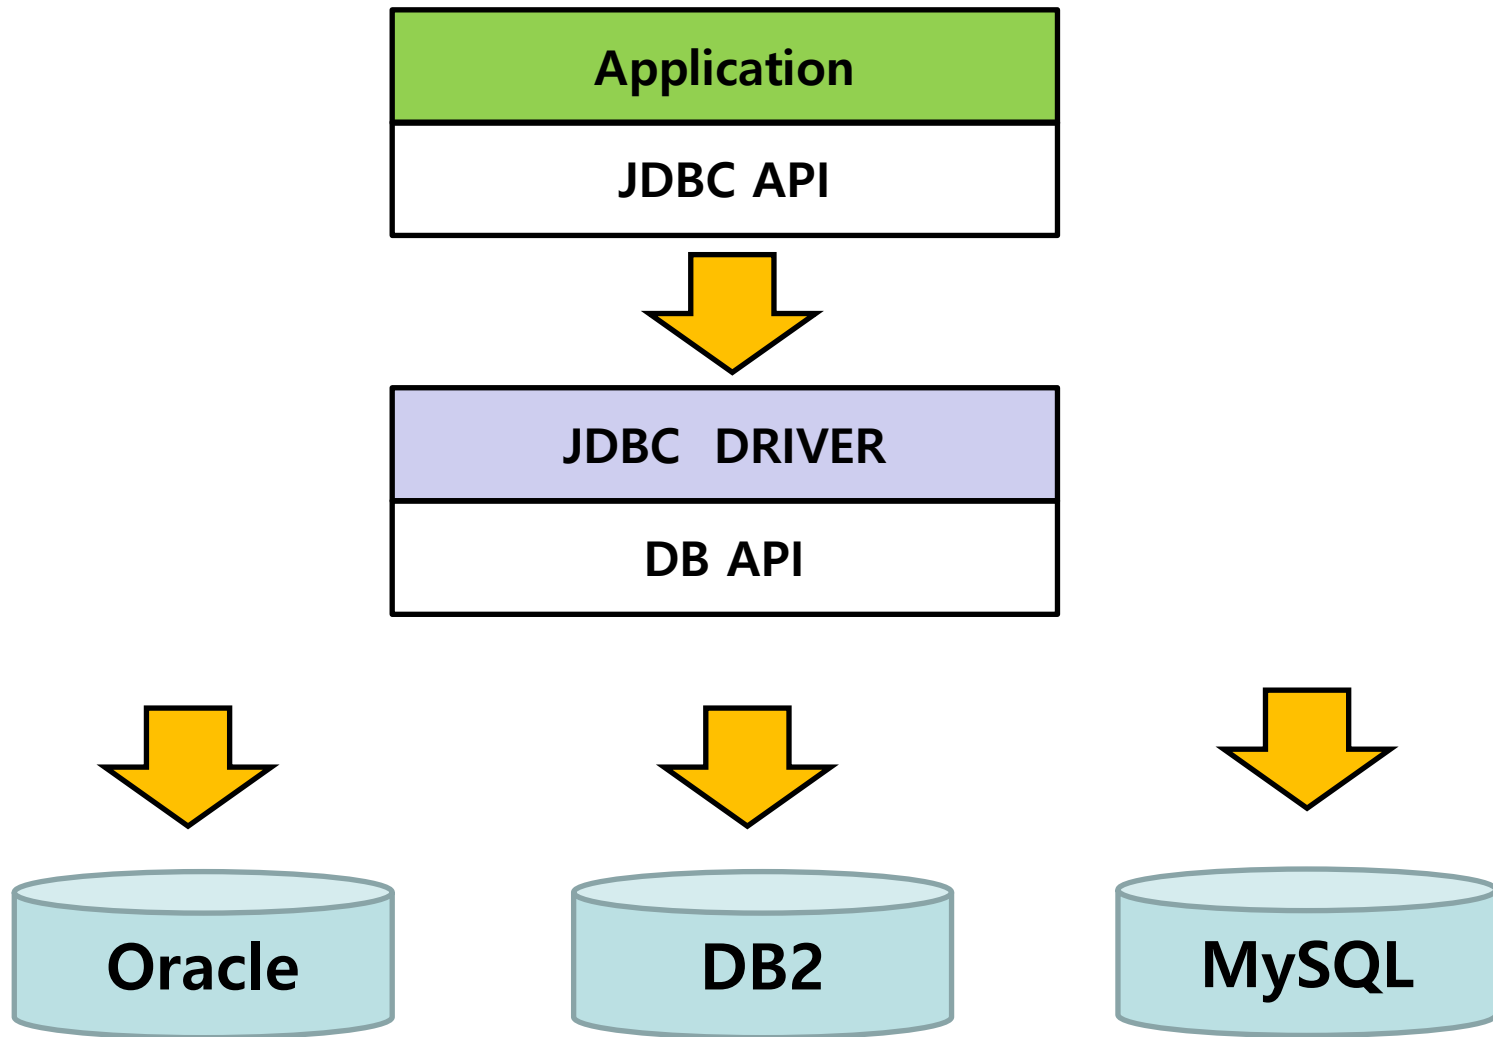 Application
JDBC API
JDBC DRIVER
DB API
Oracle
DB2
MySQL